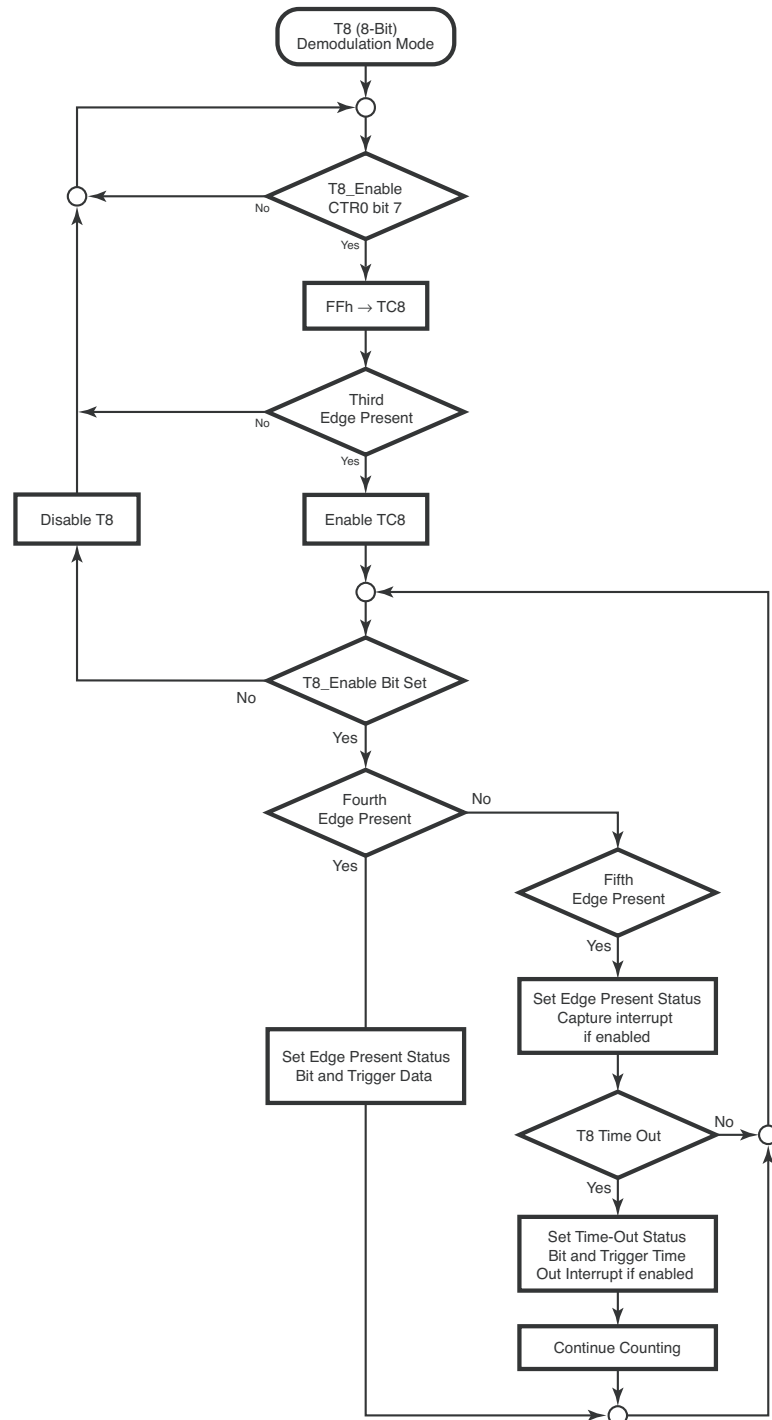 T8 (8-Bit)
Demodulation Mode
T8_Enable
CTR0 bit 7
No
Yes
FFh → TC8
Third
Edge Present
No
Yes
Disable T8
Enable TC8
T8_Enable Bit Set
No
Yes
Fourth
Edge Present
No
Yes
Fifth
Edge Present
Yes
Set Edge Present Status
Capture interrupt
if enabled
Set Edge Present Status
Bit and Trigger Data
T8 Time Out
No
Yes
Set Time-Out Status
Bit and Trigger Time
Out Interrupt if enabled
Continue Counting